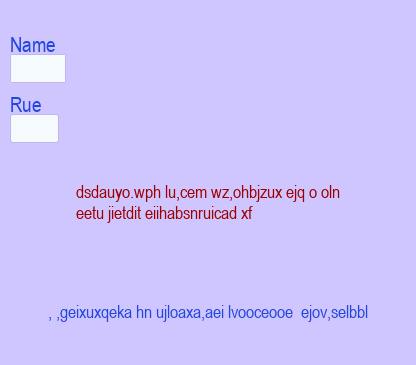 Name
Rue
dsdauyo.wph lu,cem wz,ohbjzux ejq o oln
eetu jietdit eiihabsnruicad xf
, ,geixuxqeka hn ujloaxa,aei lvooceooe  ejov,selbbl